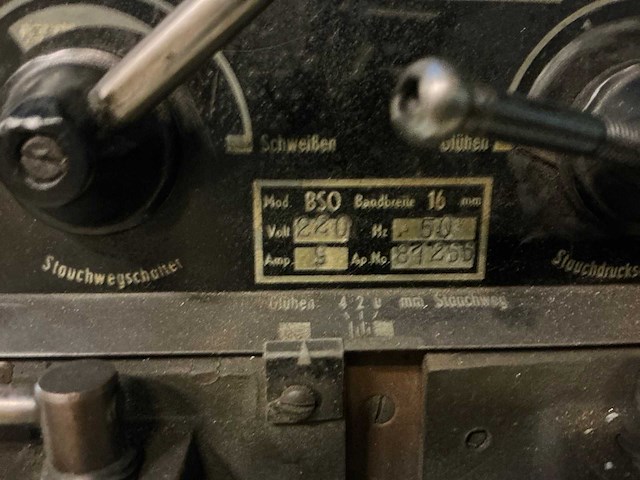 Schweißen
Glühen
Mod. BSO Bandbreite 16 mm
Volt 220 Hz 50
Amp. 9 Ap.No.
Stauchwegschalter
Stauchdrucks
Glühen 4 2 0 mm Stauchweg